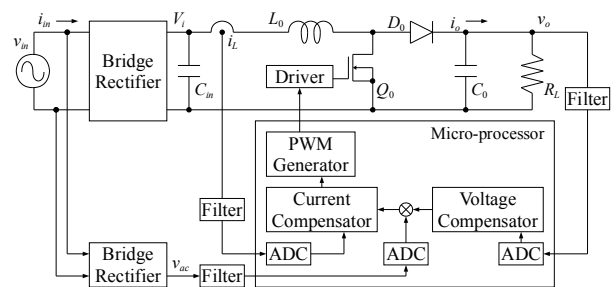 i_in
V_i
L_0
D_0
i_o
v_o
v_in
i_L
Bridge
Rectifier
C_in
Driver
Q_0
C_0
R_L
Filter
Micro-processor
PWM
Generator
Filter
Current
Compensator
Voltage
Compensator
ADC
ADC
ADC
Bridge
Rectifier
v_ac
Filter